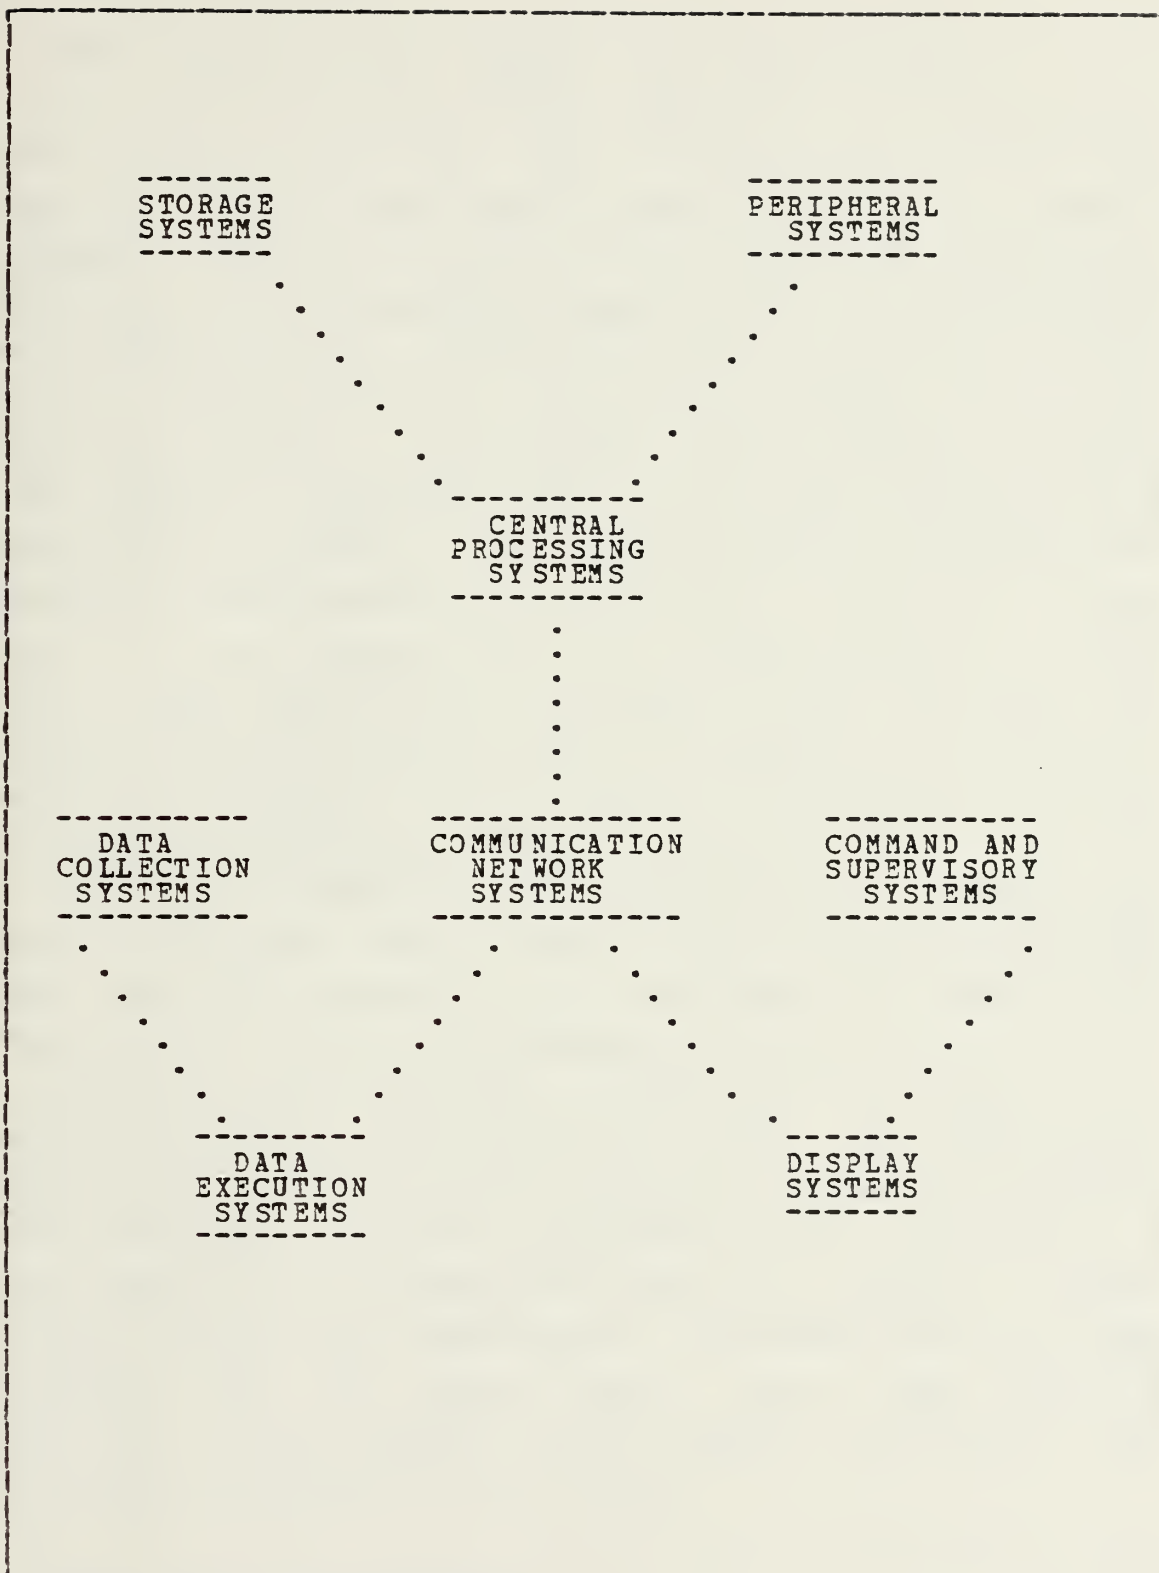 STORAGE
SYSTEMS
PERIPHERAL
SYSTEMS
CENTRAL
PROCESSING
SYSTEMS
DATA
COLLECTION
SYSTEMS
COMMUNICATION
NETWORK
SYSTEMS
COMMAND AND
SUPERVISORY
SYSTEMS
DATA
EXECUTION
SYSTEMS
DISPLAY
SYSTEMS